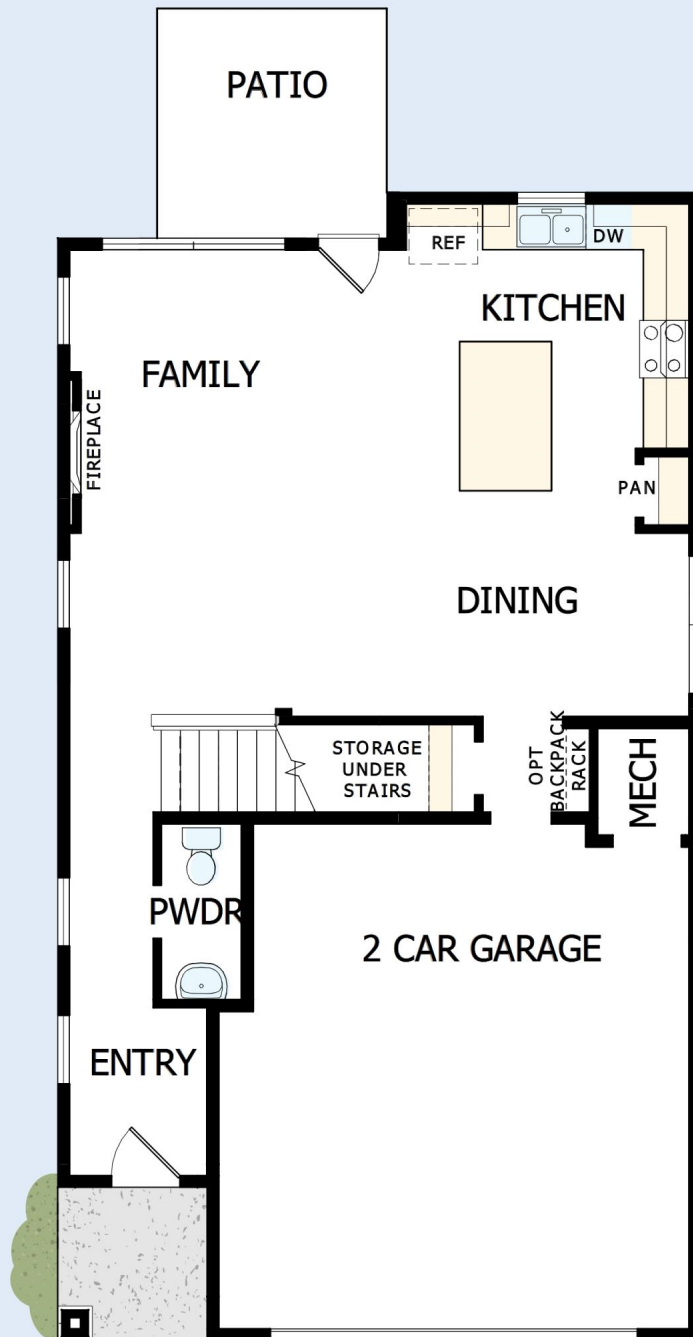 PATIO
REF
DW
KITCHEN
FAMILY
FIREPLACE
PAN
DINING
STORAGE
UNDER
STAIRS
OPT
BACKPACK
RACK
MECH
PWDR
2 CAR GARAGE
ENTRY